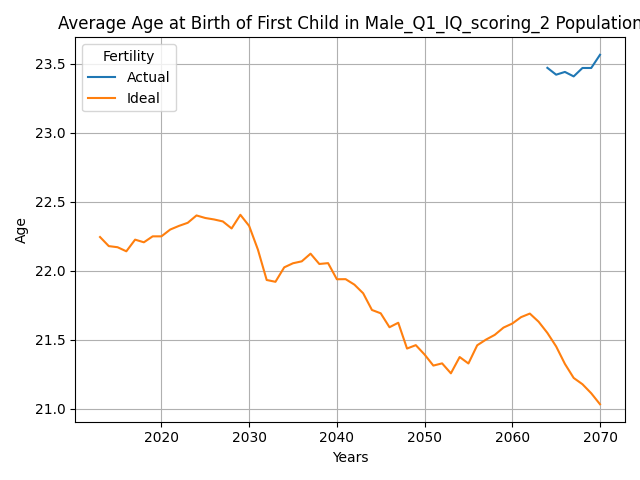 Average Age at Birth of First Child in Male_Q1_IQ_scoring_2 Population
Fertility
Actual
Ideal
23.5
23.0
22.5
22.0
21.5
21.0
Age
2020 2030 2040 2050 2060 2070
Years